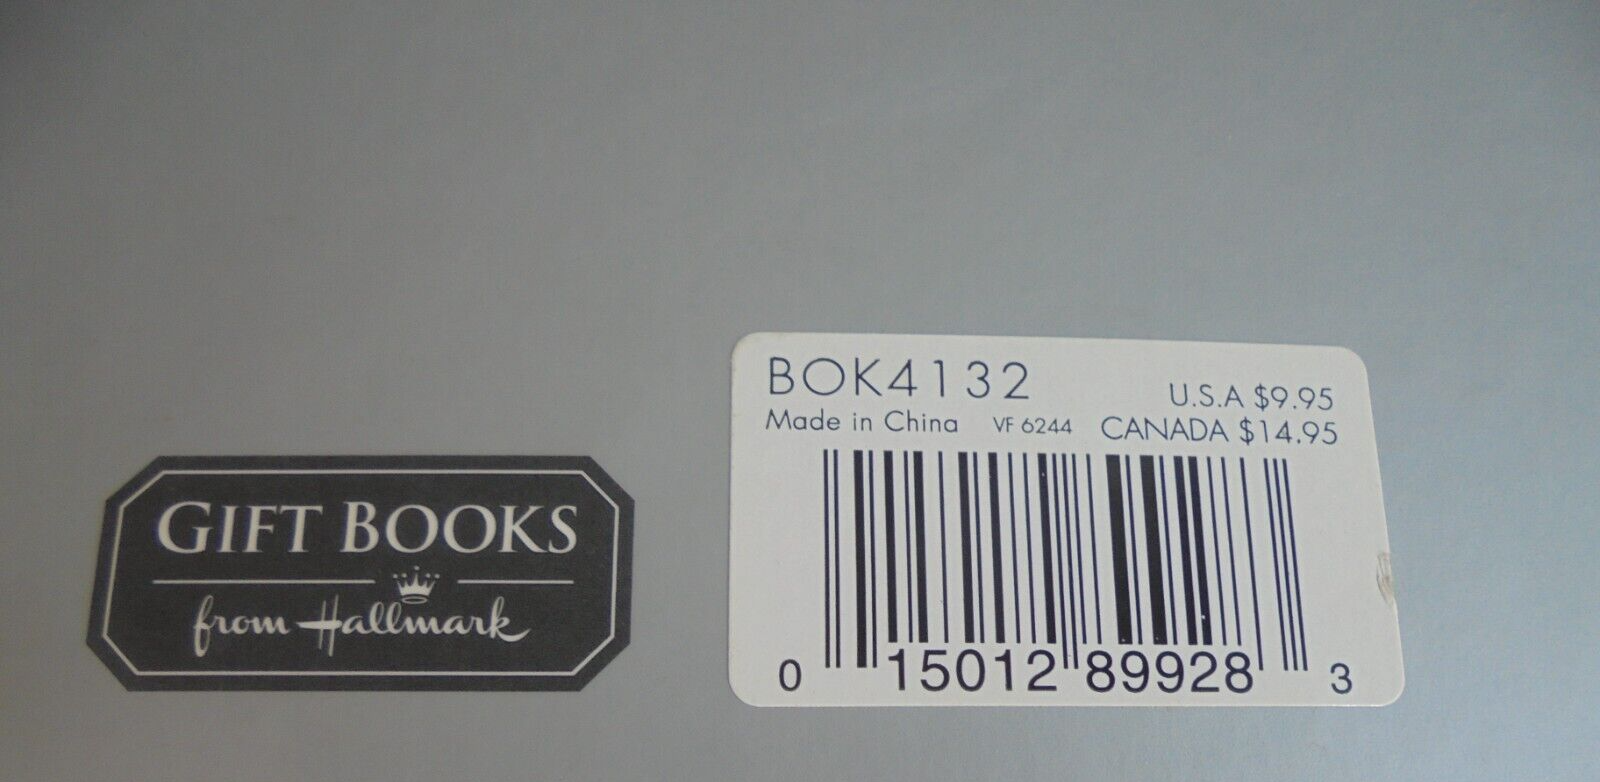 BOK4132
U.S.A $9.95
Made in China VF 6244 CANADA $14.95
0 15012 89928 3
GIFT BOOKS
from Hallmark